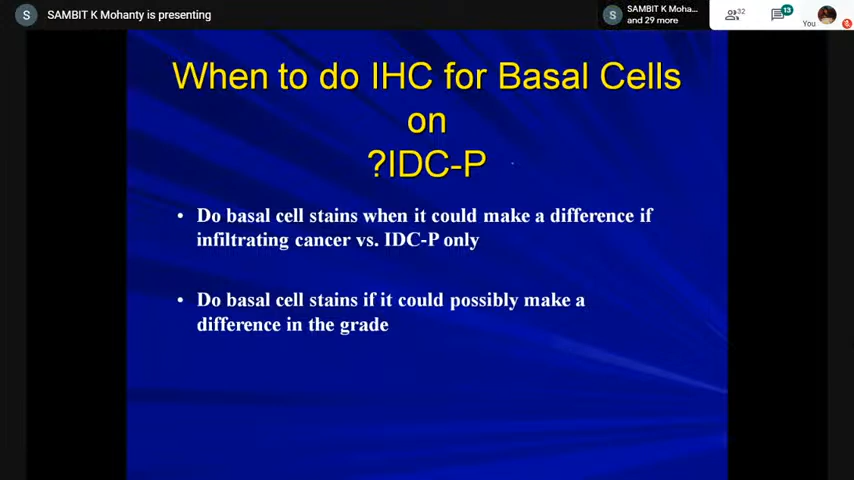 S SAMBIT K Mohanty is presenting
S SAMBIT K Moha...
and 29 more
32
13
You
When to do IHC for Basal Cells
on
?IDC-P
• Do basal cell stains when it could make a difference if
infiltrating cancer vs. IDC-P only
• Do basal cell stains if it could possibly make a
difference in the grade